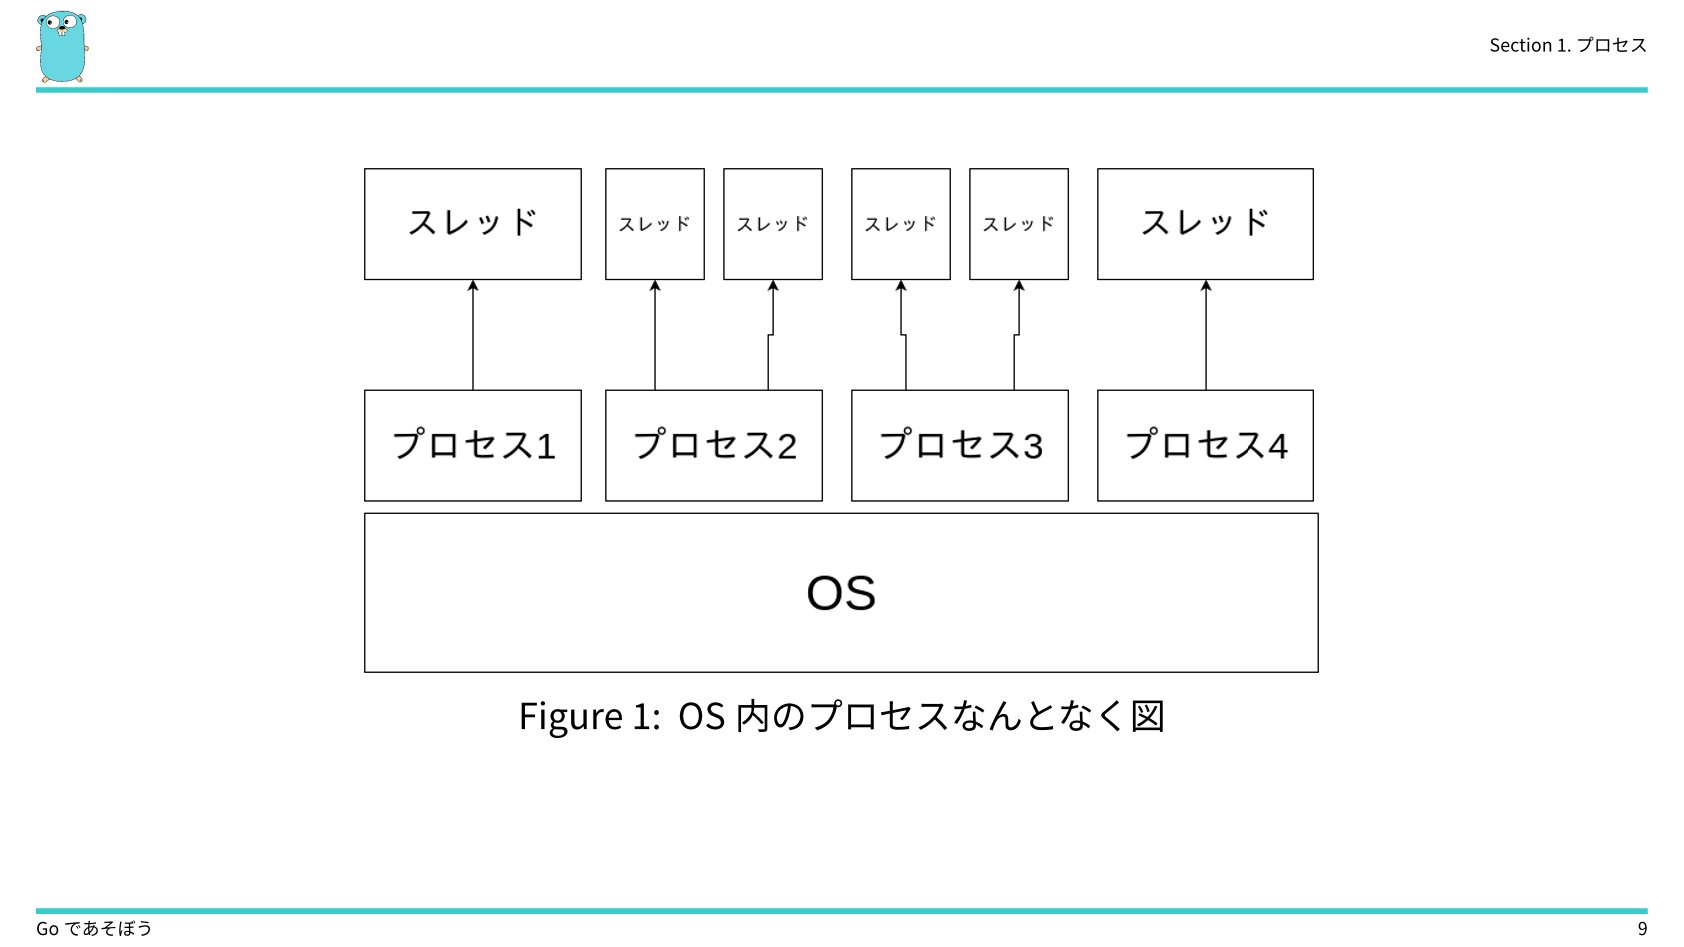 Section 1. プロセス
スレッド スレッド スレッド スレッド スレッド スレッド
プロセス1 プロセス2 プロセス3 プロセス4
OS
Figure 1: OS 内のプロセスなんとなく図
Go であそぼう 9